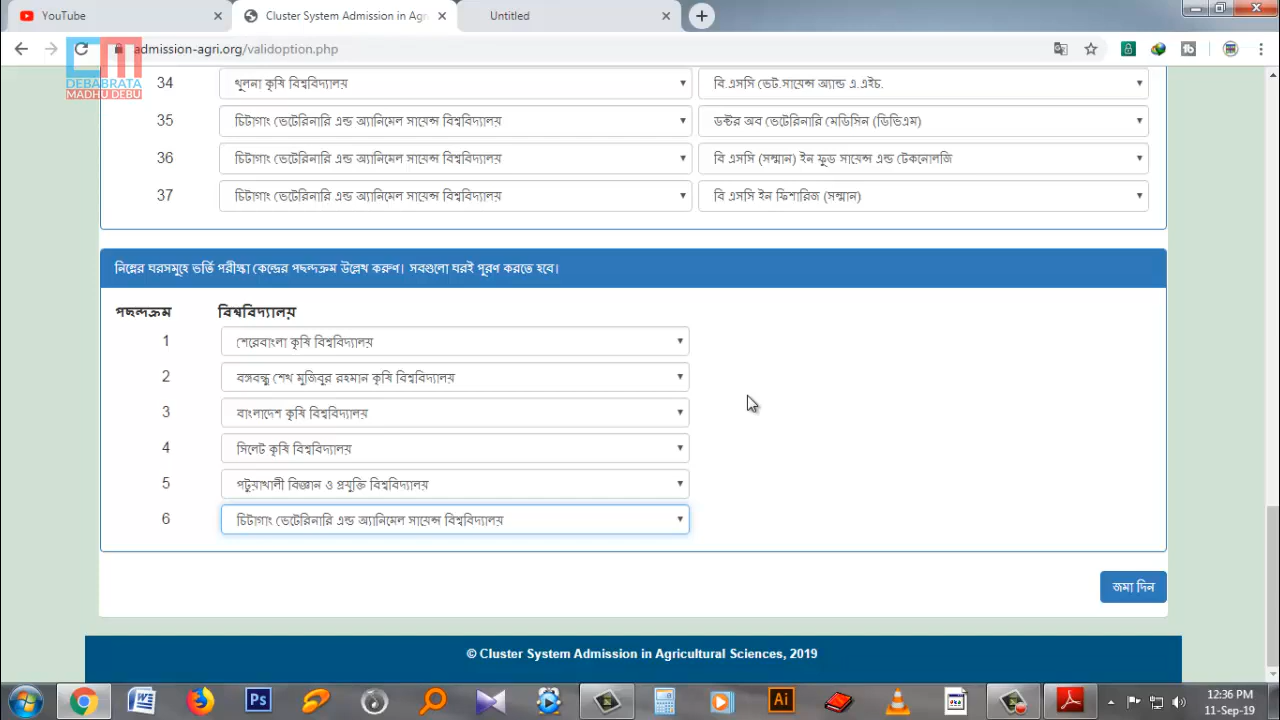 YouTube
Cluster System Admission in Agri
Untitled
admission-agri.org/validoption.php
DEBABRATA
MADHU DEBU
34 খুলনা কৃষি বিশ্ববিদ্যালয় বি.এসসি ভেট.সায়েন্স অ্যান্ড এ.এইচ.
35 চিটাগাং ভেটেরিনারি এন্ড অ্যানিমেল সায়েন্স বিশ্ববিদ্যালয় ডক্টর অব ভেটেরিনারি মেডিসিন (ডিভিএম)
36 চিটাগাং ভেটেরিনারি এন্ড অ্যানিমেল সায়েন্স বিশ্ববিদ্যালয় বি এসসি (সম্মান) ইন ফুড সায়েন্স এন্ড টেকনোলজি
37 চিটাগাং ভেটেরিনারি এন্ড অ্যানিমেল সায়েন্স বিশ্ববিদ্যালয় বি এসসি ইন ফিশারিজ (সম্মান)
নিম্নের ঘরসমুহে ভর্তি পরীক্ষা কেন্দ্রের পছন্দক্রম উল্লেখ করুণ। সবগুলো ঘরই পূরণ করতে হবে।
পছন্দক্রম বিশ্ববিদ্যালয়
1 শেরেবাংলা কৃষি বিশ্ববিদ্যালয়
2 বঙ্গবন্ধু শেখ মুজিবুর রহমান কৃষি বিশ্ববিদ্যালয়
3 বাংলাদেশ কৃষি বিশ্ববিদ্যালয়
4 সিলেট কৃষি বিশ্ববিদ্যালয়
5 পটুয়াখালী বিজ্ঞান ও প্রযুক্তি বিশ্ববিদ্যালয়
6 চিটাগাং ভেটেরিনারি এন্ড অ্যানিমেল সায়েন্স বিশ্ববিদ্যালয়
জমা দিন
© Cluster System Admission in Agricultural Sciences, 2019
12:36 PM
11-Sep-19